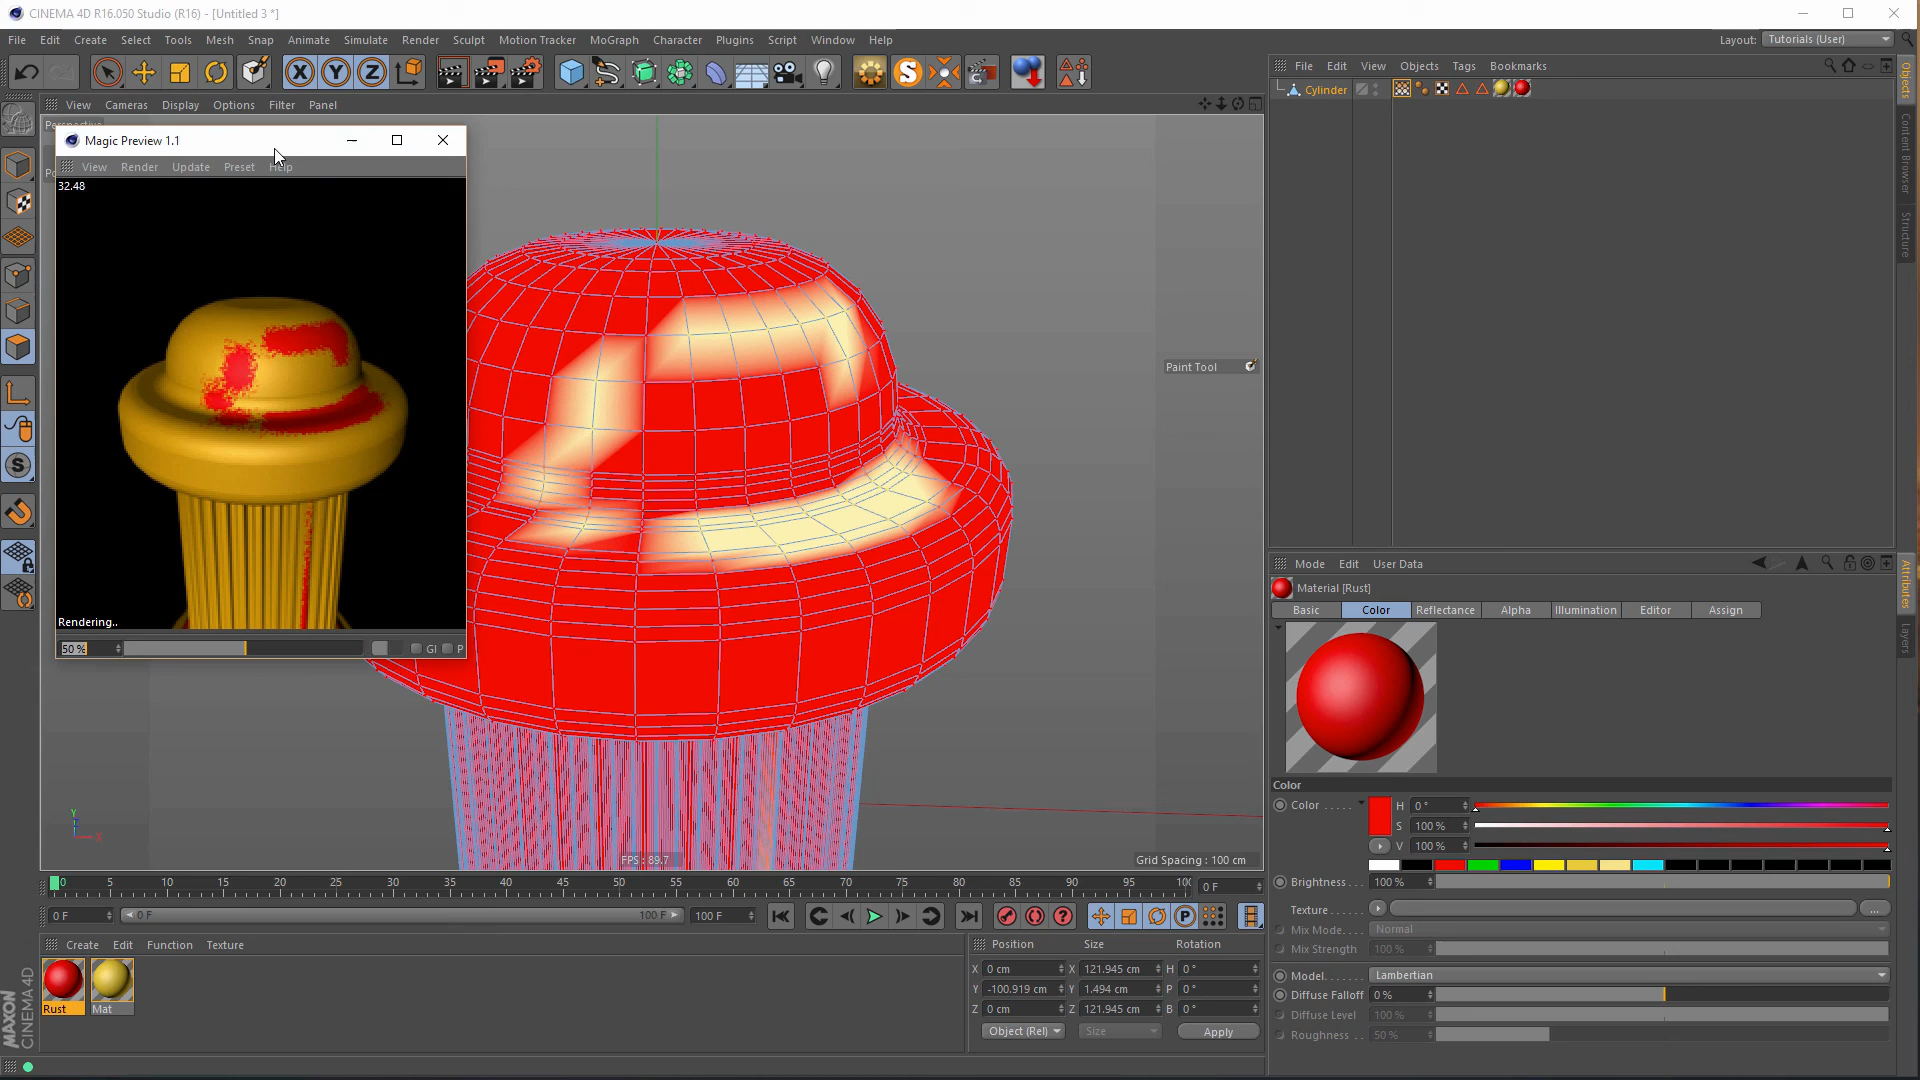 CINEMA 4D R16.050 Studio (R16) - [Untitled 3 *]
File Edit Create Select Tools Mesh Snap Animate Simulate Render Sculpt Motion Tracker MoGraph Character Plugins Script Window Help
Layout: Tutorials (User)
File Edit View Objects Tags Bookmarks
View Cameras Display Options Filter Panel
Cylinder
Objects
Content Browser
Structure
Perspective
Magic Preview 1.1
View Render Update Preset Help
32.48
Rendering..
50 %
GI P
Paint Tool
Y
X
FPS : 89.7
Grid Spacing : 100 cm
Mode Edit User Data
Attributes
Layers
Material [Rust]
Basic Color Reflectance Alpha Illumination Editor Assign
Color
Color . . . . . H 0 °
S 100 %
V 100 %
Brightness . . . 100 %
Texture . . . . . . ...
Mix Mode. . . . Normal
Mix Strength 100 %
Model. . . . . . . Lambertian
Diffuse Falloff 0 %
Diffuse Level 100 %
Roughness . . 50 %
0 5 10 15 20 25 30 35 40 45 50 55 60 65 70 75 80 85 90 95 100 0 F
0 F 0 F 100 F 100 F
Create Edit Function Texture
Rust Mat
Position Size Rotation
X 0 cm X 121.945 cm H 0 °
Y -100.919 cm Y 1.494 cm P 0 °
Z 0 cm Z 121.945 cm B 0 °
Object (Rel) Size Apply
MAXON
CINEMA 4D